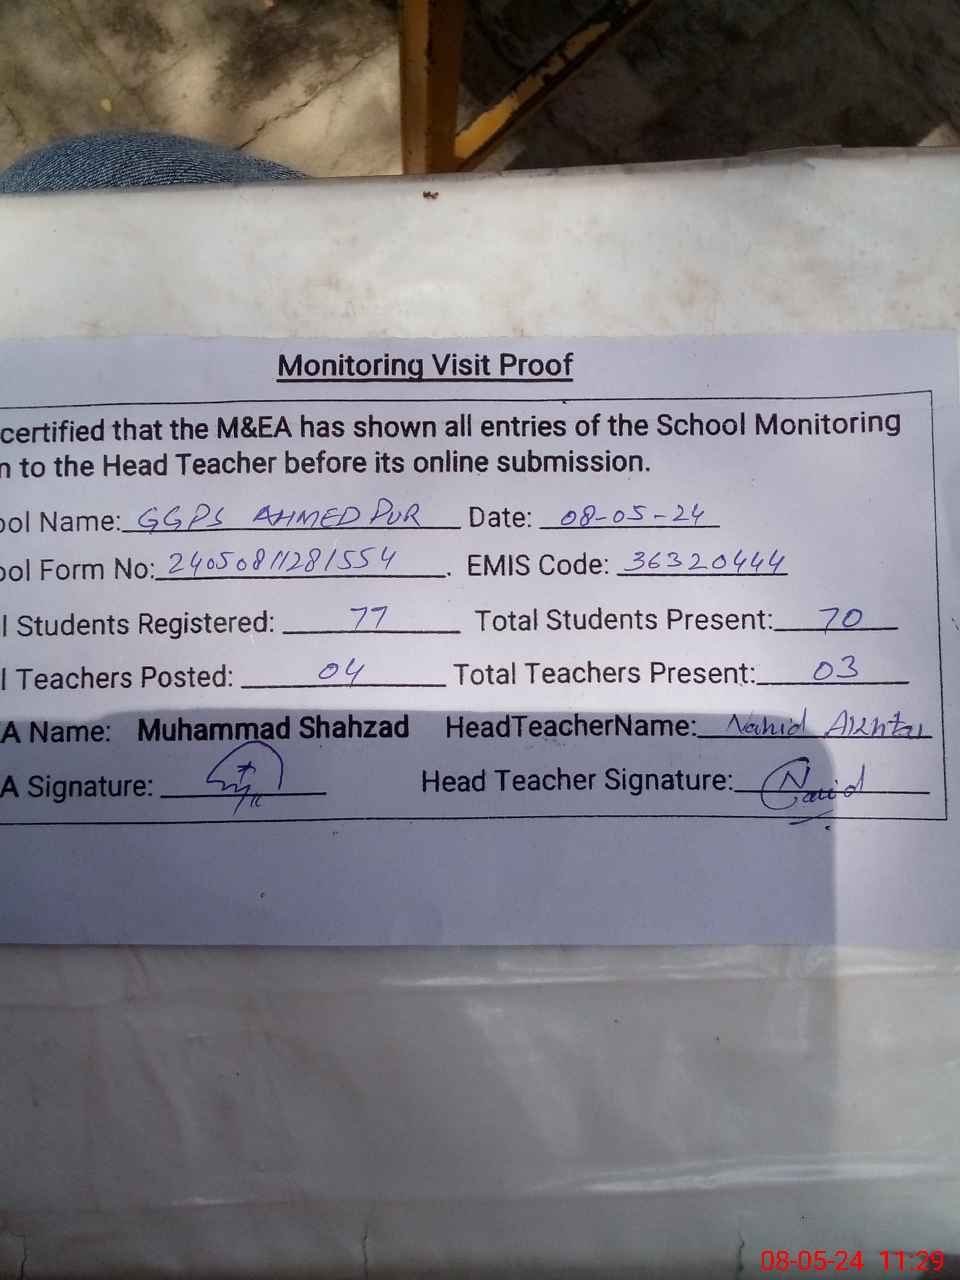 Monitoring Visit Proof
certified that the M&EA has shown all entries of the School Monitoring
n to the Head Teacher before its online submission.
ool Name: GGPS AHMED PUR Date: 08-05-24
ool Form No: 24050811281554. EMIS Code: 36320444
l Students Registered: 77 Total Students Present: 70
l Teachers Posted: 04 Total Teachers Present: 03
A Name: Muhammad Shahzad HeadTeacherName: Nahid Akhtar
A Signature: Head Teacher Signature:
08-05-24 11:29